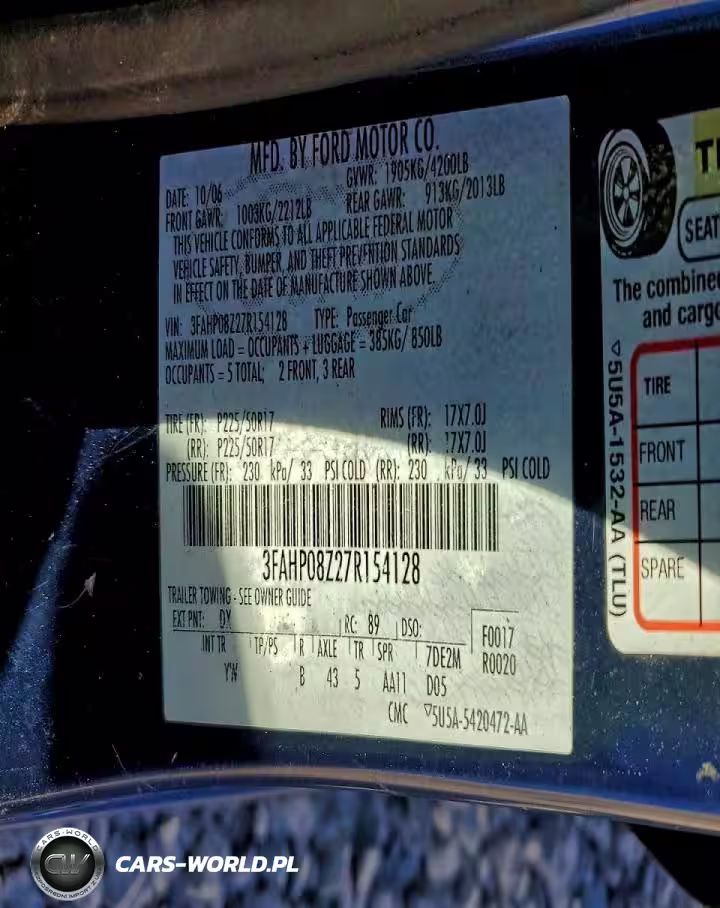 MFD. BY FORD MOTOR CO.
DATE: 10/06 GVWR: 1905KG/4200LB
FRONT GAWR: 1003KG/2212LB REAR GAWR: 913KG/2013LB
THIS VEHICLE CONFORMS TO ALL APPLICABLE FEDERAL MOTOR
VEHICLE SAFETY, BUMPER, AND THEFT PREVENTION STANDARDS
IN EFFECT ON THE DATE OF MANUFACTURE SHOWN ABOVE.
VIN: 3FAHP08Z27R154128 TYPE: Passenger Car
MAXIMUM LOAD = OCCUPANTS + LUGGAGE = 385KG/ 850LB
OCCUPANTS = 5 TOTAL; 2 FRONT, 3 REAR
TIRE (FR): P225/50R17 RIMS (FR): 17X7.0J
(RR): P225/50R17 (RR): 17X7.0J
PRESSURE (FR): 230 kPa/ 33 PSI COLD (RR): 230 kPa/ 33 PSI COLD
3FAHP08Z27R154128
TRAILER TOWING - SEE OWNER GUIDE
EXT PNT: DX RC: 89 DSO: F0017
INT TR TP/PS R AXLE TR SPR 7DE2M R0020
YW B 43 5 AA11 D05
CMC ▽5U5A-5420472-AA
SEAT
The combined
and cargo
TIRE
FRONT
REAR
SPARE
▽5U5A-1532-AA (TLU)
CARS-WORLD
CW
CARS-WORLD.PL